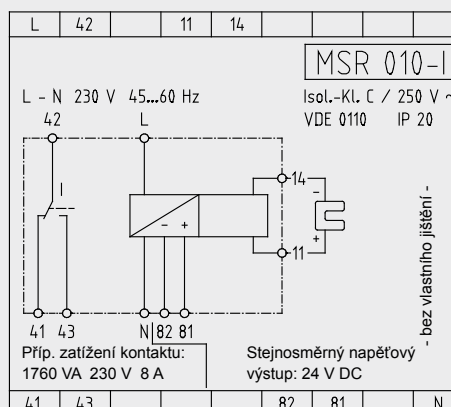 L 42 11 14
MSR 010-I
L - N 230 V 45...60 Hz
Isol.-Kl. C / 250 V ~
VDE 0110 IP 20
42 L
I
14
-
- +
+
11
- bez vlastního jištění -
41 43 N 82 81
Příp. zatížení kontaktu:
1760 VA 230 V 8 A
Stejnosměrný napěťový
výstup: 24 V DC
41 43 82 81 N